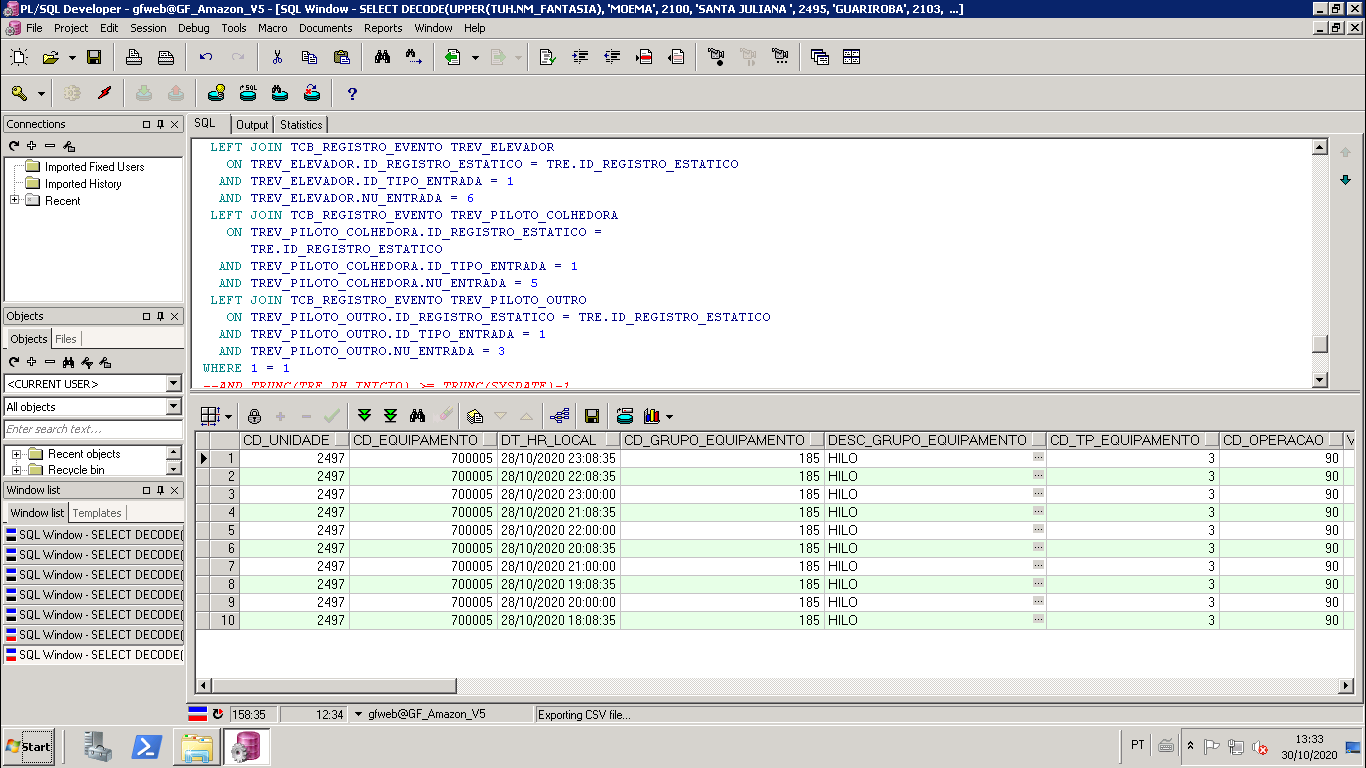 PL/SQL Developer - gfweb@GF_Amazon_V5 - [SQL Window - SELECT DECODE(UPPER(TUH.NM_FANTASIA), 'MOEMA', 2100, 'SANTA JULIANA ', 2495, 'GUARIROBA', 2103, ...]
File Project Edit Session Debug Tools Macro Documents Reports Window Help
Connections
Imported Fixed Users
Imported History
Recent
Objects
Objects Files
<CURRENT USER>
All objects
Enter search text...
Recent objects
Recycle bin
Window list
Window list Templates
SQL Window - SELECT DECODE(
SQL Window - SELECT DECODE(
SQL Window - SELECT DECODE(
SQL Window - SELECT DECODE(
SQL Window - SELECT DECODE(
SQL Window - SELECT DECODE(
SQL Window - SELECT DECODE(
SQL Output Statistics
LEFT JOIN TCB_REGISTRO_EVENTO TREV_ELEVADOR
ON TREV_ELEVADOR.ID_REGISTRO_ESTATICO = TRE.ID_REGISTRO_ESTATICO
AND TREV_ELEVADOR.ID_TIPO_ENTRADA = 1
AND TREV_ELEVADOR.NU_ENTRADA = 6
LEFT JOIN TCB_REGISTRO_EVENTO TREV_PILOTO_COLHEDORA
ON TREV_PILOTO_COLHEDORA.ID_REGISTRO_ESTATICO =
TRE.ID_REGISTRO_ESTATICO
AND TREV_PILOTO_COLHEDORA.ID_TIPO_ENTRADA = 1
AND TREV_PILOTO_COLHEDORA.NU_ENTRADA = 5
LEFT JOIN TCB_REGISTRO_EVENTO TREV_PILOTO_OUTRO
ON TREV_PILOTO_OUTRO.ID_REGISTRO_ESTATICO = TRE.ID_REGISTRO_ESTATICO
AND TREV_PILOTO_OUTRO.ID_TIPO_ENTRADA = 1
AND TREV_PILOTO_OUTRO.NU_ENTRADA = 3
WHERE 1 = 1
--AND TRUNC(TRE.DH_INICIO) >= TRUNC(SYSDATE)-1
CD_UNIDADE CD_EQUIPAMENTO DT_HR_LOCAL CD_GRUPO_EQUIPAMENTO DESC_GRUPO_EQUIPAMENTO CD_TP_EQUIPAMENTO CD_OPERACAO V
1 2497 700005 28/10/2020 23:08:35 185 HILO ... 3 90
2 2497 700005 28/10/2020 22:08:35 185 HILO ... 3 90
3 2497 700005 28/10/2020 23:00:00 185 HILO ... 3 90
4 2497 700005 28/10/2020 21:08:35 185 HILO ... 3 90
5 2497 700005 28/10/2020 22:00:00 185 HILO ... 3 90
6 2497 700005 28/10/2020 20:08:35 185 HILO ... 3 90
7 2497 700005 28/10/2020 21:00:00 185 HILO ... 3 90
8 2497 700005 28/10/2020 19:08:35 185 HILO ... 3 90
9 2497 700005 28/10/2020 20:00:00 185 HILO ... 3 90
10 2497 700005 28/10/2020 18:08:35 185 HILO ... 3 90
158:35 12:34 gfweb@GF_Amazon_V5 Exporting CSV file...
Start PT 13:33
30/10/2020